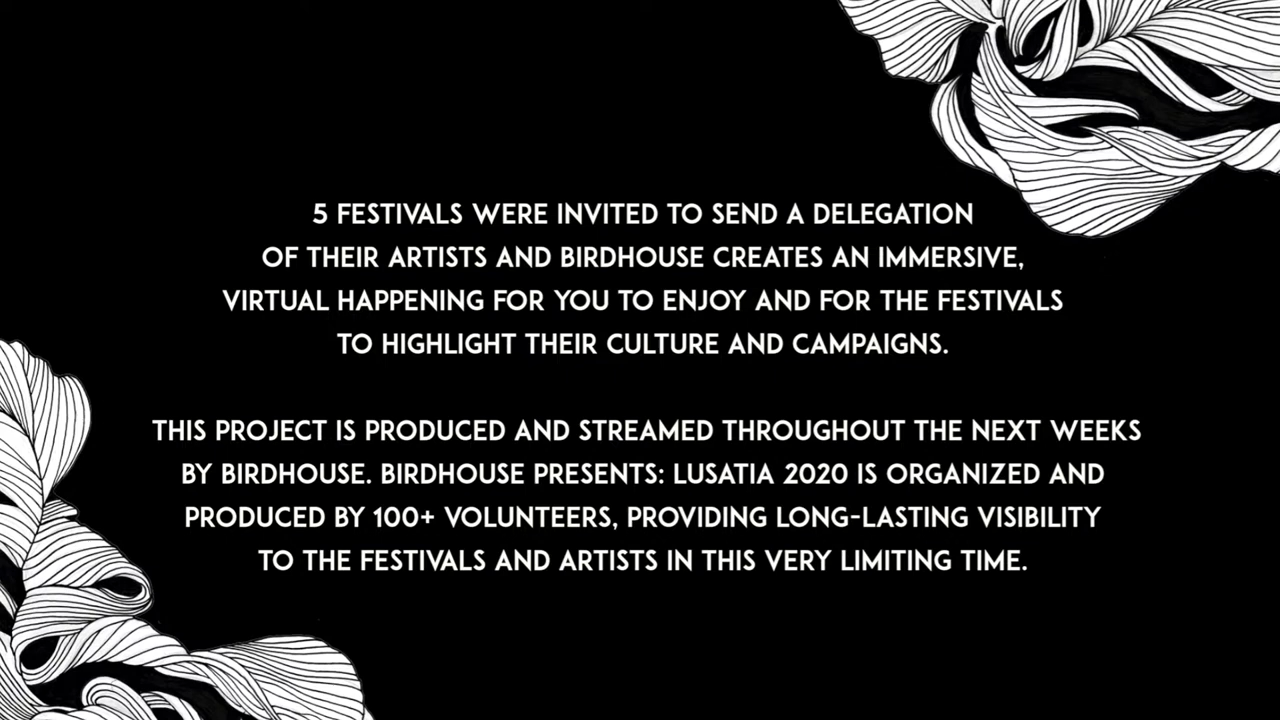 5 FESTIVALS WERE INVITED TO SEND A DELEGATION
OF THEIR ARTISTS AND BIRDHOUSE CREATES AN IMMERSIVE,
VIRTUAL HAPPENING FOR YOU TO ENJOY AND FOR THE FESTIVALS
TO HIGHLIGHT THEIR CULTURE AND CAMPAIGNS.
THIS PROJECT IS PRODUCED AND STREAMED THROUGHOUT THE NEXT WEEKS
BY BIRDHOUSE. BIRDHOUSE PRESENTS: LUSATIA 2020 IS ORGANIZED AND
PRODUCED BY 100+ VOLUNTEERS, PROVIDING LONG-LASTING VISIBILITY
TO THE FESTIVALS AND ARTISTS IN THIS VERY LIMITING TIME.